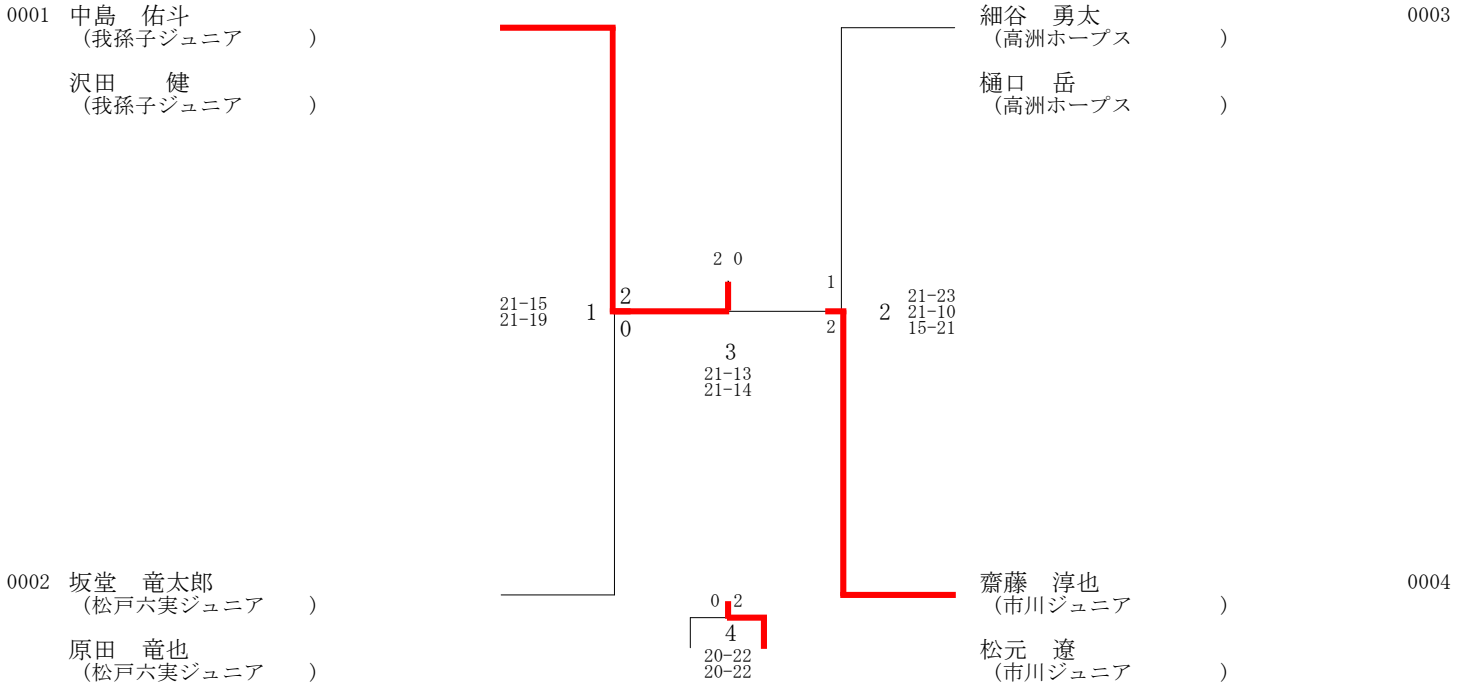 0001 中島　佑斗
(我孫子ジュニア　　　)
沢田　　健
(我孫子ジュニア　　　)
細谷　勇太 0003
(高洲ホープス　　　　)
樋口　岳
(高洲ホープス　　　　)
2 0
21-15
21-19
1
2
0
1
2
2
21-23
21-10
15-21
3
21-13
21-14
0002 坂堂　竜太郎
(松戸六実ジュニア　　)
原田　竜也
(松戸六実ジュニア　　)
0 2
4
20-22
20-22
齋藤　淳也 0004
(市川ジュニア　　　　)
松元　遼
(市川ジュニア　　　　)